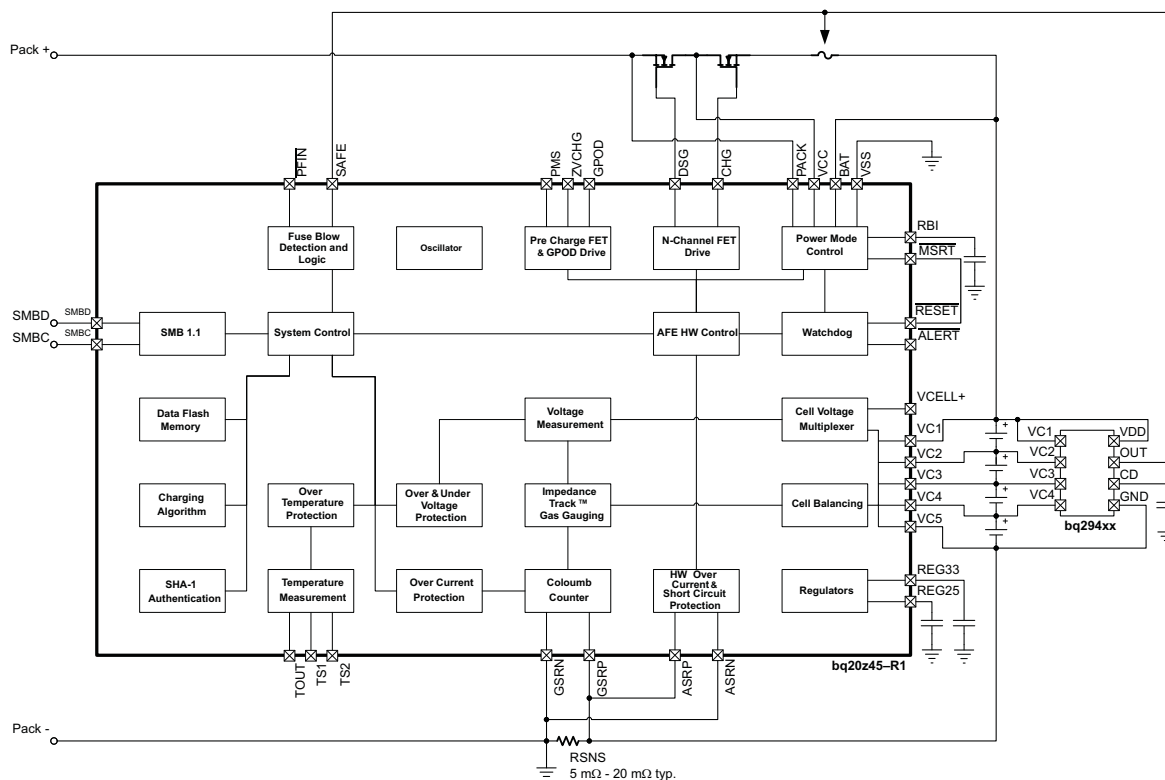 Pack +
PFIN
SAFE
PMS
ZVCHG
GPOD
DSG
CHG
PACK
VCC
BAT
VSS
Fuse Blow
Detection and
Logic
Oscillator
Pre Charge FET
& GPOD Drive
N-Channel FET
Drive
Power Mode
Control
RBI
MSRT
SMBD
SMBD
SMBC
SMBC
SMB 1.1
System Control
AFE HW Control
Watchdog
RESET
ALERT
Data Flash
Memory
Voltage
Measurement
Cell Voltage
Multiplexer
VCELL+
VC1
VC2
VC3
VC4
VC5
+
+
+
+
VC1
VC2
VC3
VC4
VDD
OUT
CD
GND
bq294xx
Charging
Algorithm
Over
Temperature
Protection
Over & Under
Voltage
Protection
Impedance
Track™
Gas Gauging
Cell Balancing
SHA-1
Authentication
Temperature
Measurement
Over Current
Protection
Coloumb
Counter
HW Over
Current &
Short Circuit
Protection
Regulators
REG33
REG25
bq20z45–R1
TOUT
TS1
TS2
GSRN
GSRP
ASRP
ASRN
Pack -
RSNS
5 mΩ - 20 mΩ typ.